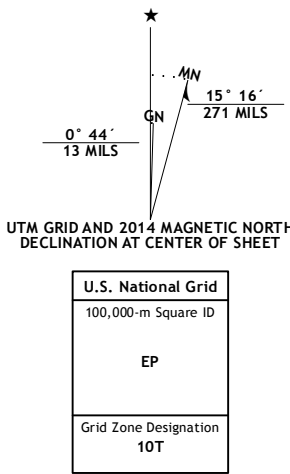 ★
MN
GN
15° 16´
271 MILS
0° 44´
13 MILS
UTM GRID AND 2014 MAGNETIC NORTH
DECLINATION AT CENTER OF SHEET
U.S. National Grid
100,000-m Square ID
EP
Grid Zone Designation
10T